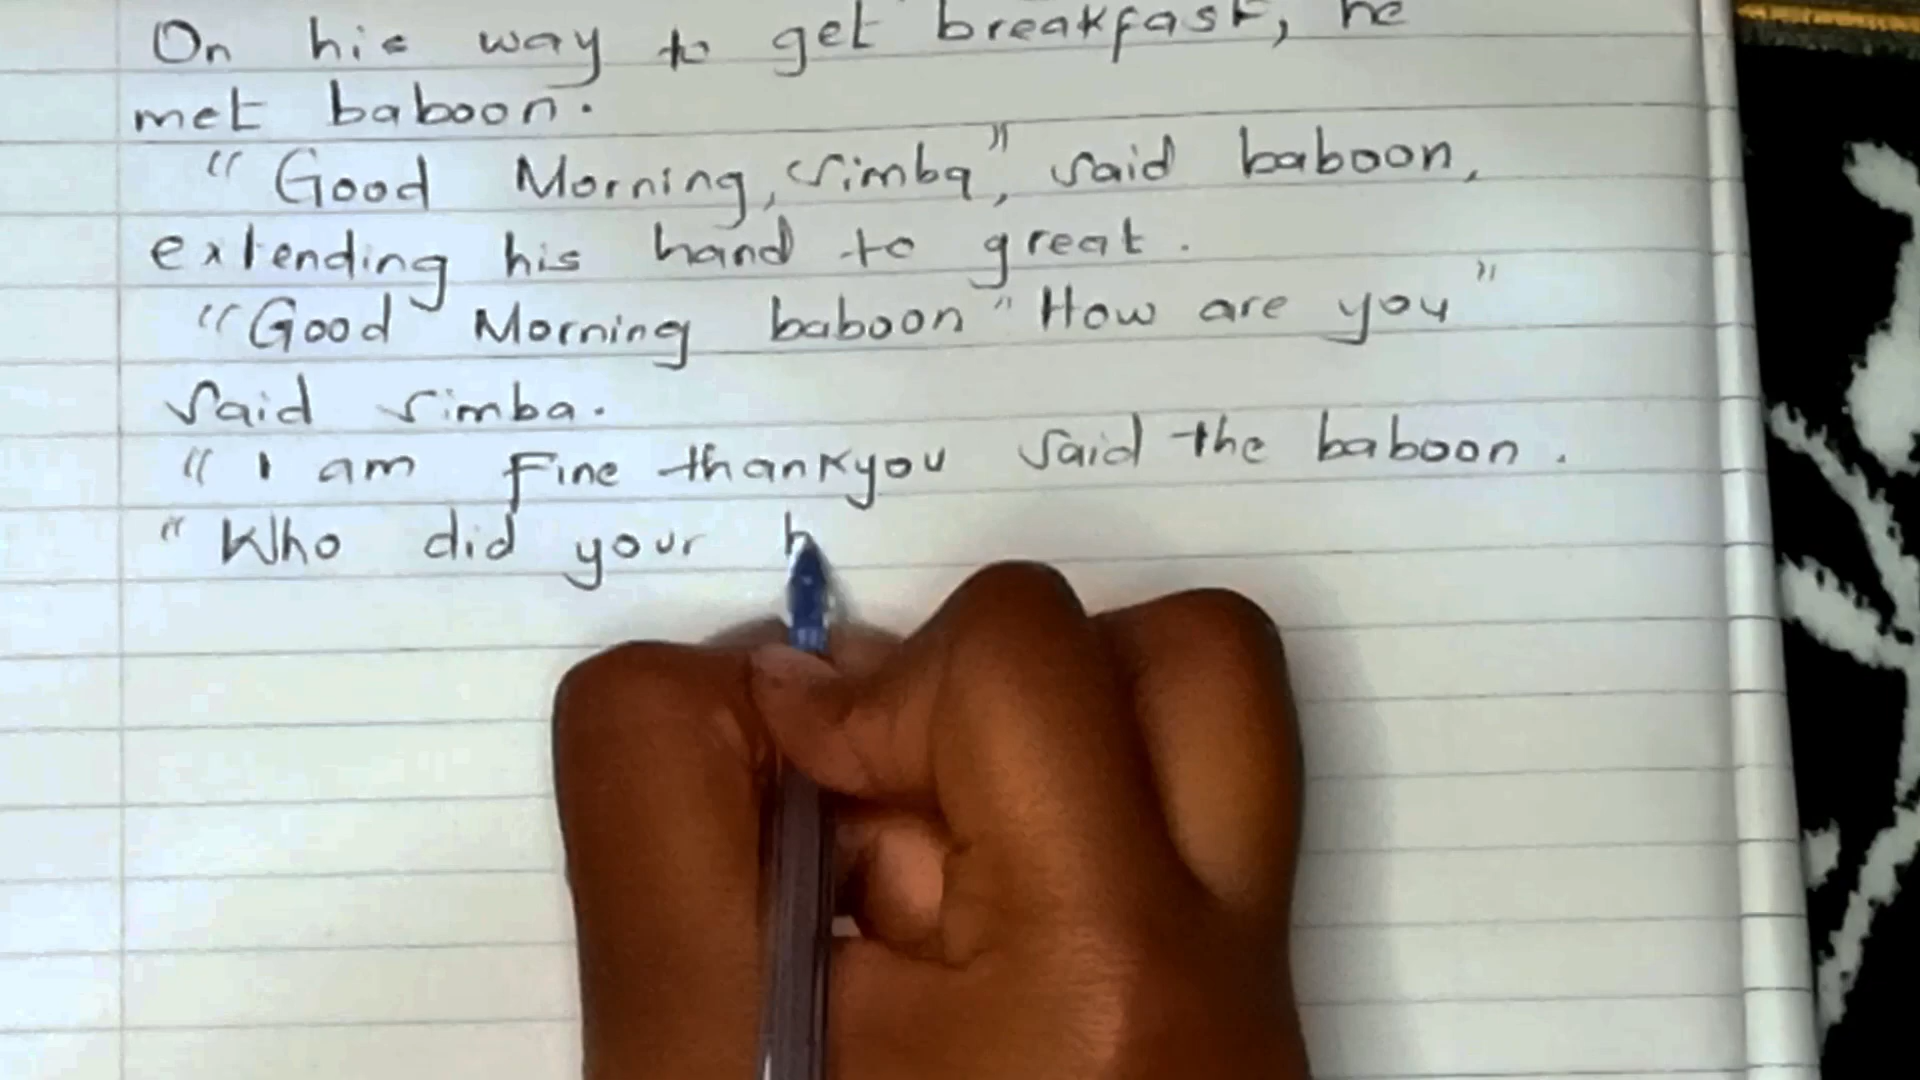 On his way to get breakfast, he
met baboon.
"Good Morning, simba", said baboon,
extending his hand to great.
"Good Morning baboon" How are you"
said simba.
"I am Fine thankyou said the baboon.
"Who did your h